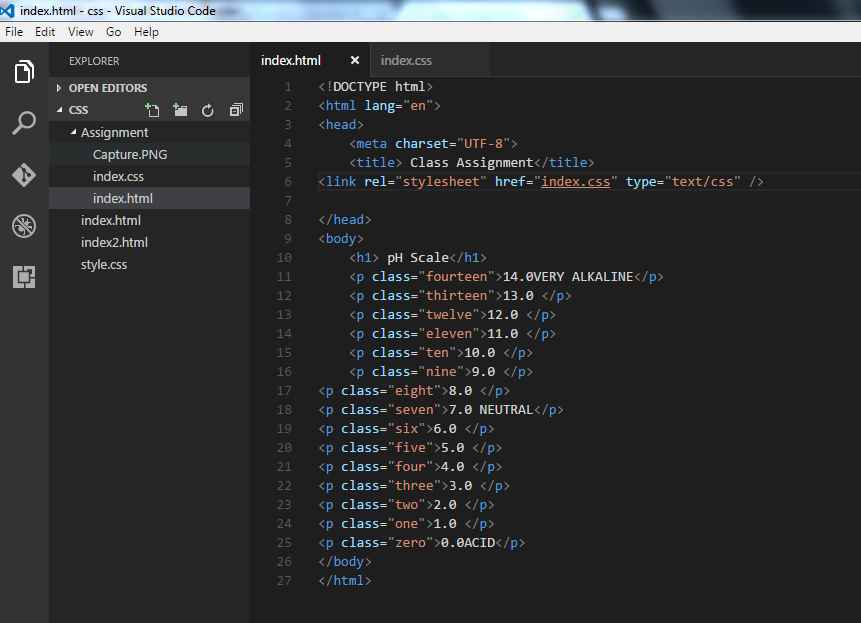 index.html - css - Visual Studio Code
File Edit View Go Help
EXPLORER
OPEN EDITORS
CSS
Assignment
Capture.PNG
index.css
index.html
index.html
index2.html
style.css
index.html × index.css
1 <!DOCTYPE html>
2 <html lang="en">
3 <head>
4     <meta charset="UTF-8">
5     <title> Class Assignment</title>
6 <link rel="stylesheet" href="index.css" type="text/css" />
7
8 </head>
9 <body>
10     <h1> pH Scale</h1>
11     <p class="fourteen">14.0VERY ALKALINE</p>
12     <p class="thirteen">13.0 </p>
13     <p class="twelve">12.0 </p>
14     <p class="eleven">11.0 </p>
15     <p class="ten">10.0 </p>
16     <p class="nine">9.0 </p>
17 <p class="eight">8.0 </p>
18 <p class="seven">7.0 NEUTRAL</p>
19 <p class="six">6.0 </p>
20 <p class="five">5.0 </p>
21 <p class="four">4.0 </p>
22 <p class="three">3.0 </p>
23 <p class="two">2.0 </p>
24 <p class="one">1.0 </p>
25 <p class="zero">0.0ACID</p>
26 </body>
27 </html>